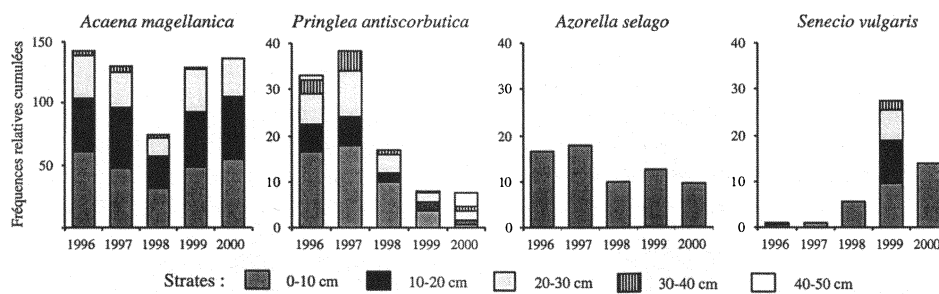 Acaena magellanica
Pringlea antiscorbutica
Azorella selago
Senecio vulgaris
Fréquences relatives cumulées
150
100
50
1996 1997 1998 1999 2000
40
30
20
10
0
1996 1997 1998 1999 2000
40
30
20
10
0
1996 1997 1998 1999 2000
40
30
20
10
0
1996 1997 1998 1999 2000
Strates : 0-10 cm 10-20 cm 20-30 cm 30-40 cm 40-50 cm